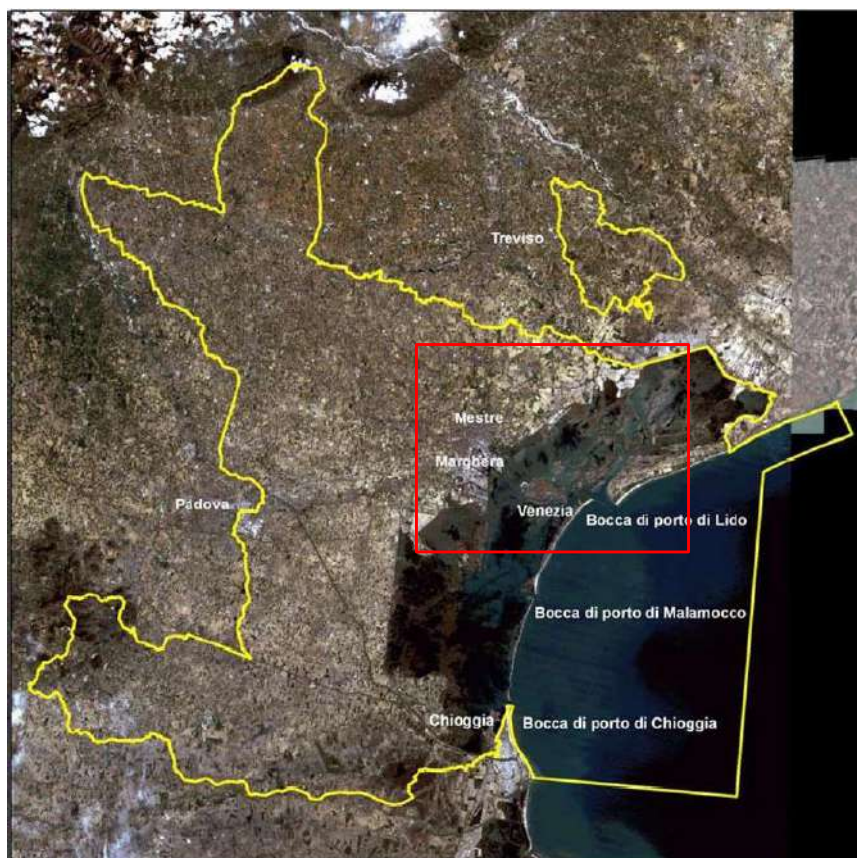 Treviso
Mestre
Marghera
Padova
Venezia
Bocca di porto di Lido
Bocca di porto di Malamocco
Chioggia
Bocca di porto di Chioggia